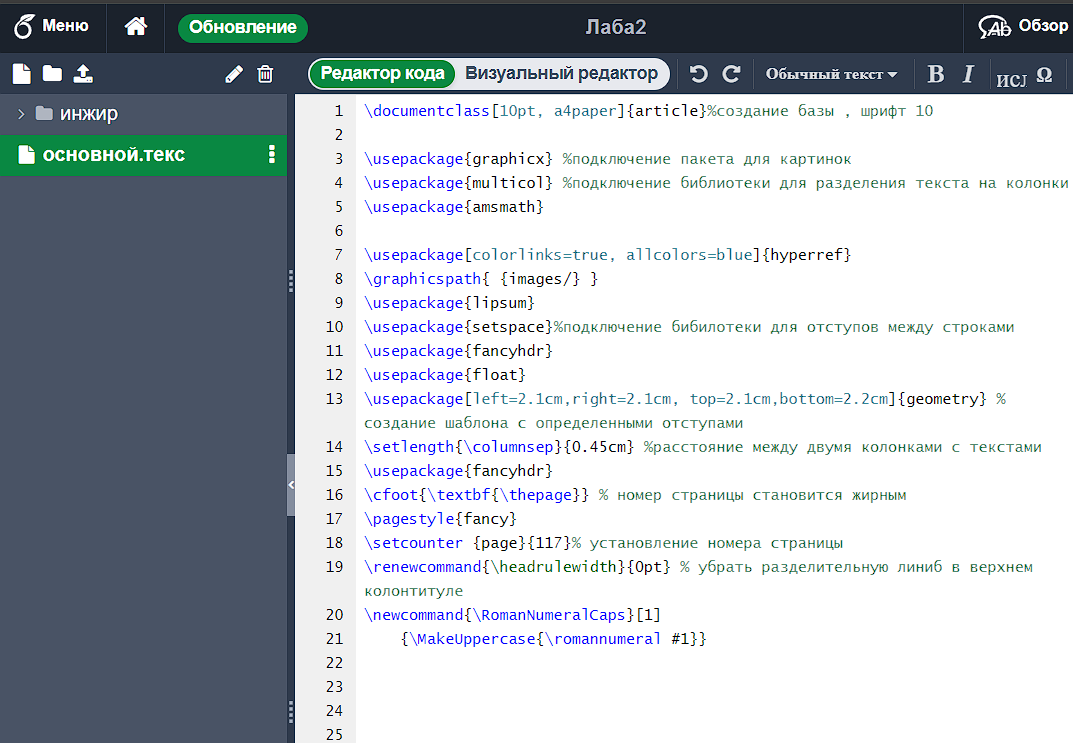 Меню
Обновление
Лаба2
Обзор
Редактор кода Визуальный редактор Обычный текст B I ИСJ Ω
инжир
основной.текс
1 \documentclass[10pt, a4paper]{article}%создание базы , шрифт 10
2
3 \usepackage{graphicx} %подключение пакета для картинок
4 \usepackage{multicol} %подключение библиотеки для разделения текста на колонки
5 \usepackage{amsmath}
6
7 \usepackage[colorlinks=true, allcolors=blue]{hyperref}
8 \graphicspath{ {images/} }
9 \usepackage{lipsum}
10 \usepackage{setspace}%подключение бибилотеки для отступов между строками
11 \usepackage{fancyhdr}
12 \usepackage{float}
13 \usepackage[left=2.1cm,right=2.1cm, top=2.1cm,bottom=2.2cm]{geometry} %
создание шаблона с определенными отступами
14 \setlength{\columnsep}{0.45cm} %расстояние между двумя колонками с текстами
15 \usepackage{fancyhdr}
16 \cfoot{\textbf{\thepage}} % номер страницы становится жирным
17 \pagestyle{fancy}
18 \setcounter {page}{117}% установление номера страницы
19 \renewcommand{\headrulewidth}{0pt} % убрать разделительную линиб в верхнем
колонтитуле
20 \newcommand{\RomanNumeralCaps}[1]
21 {\MakeUppercase{\romannumeral #1}}
22
23
24
25